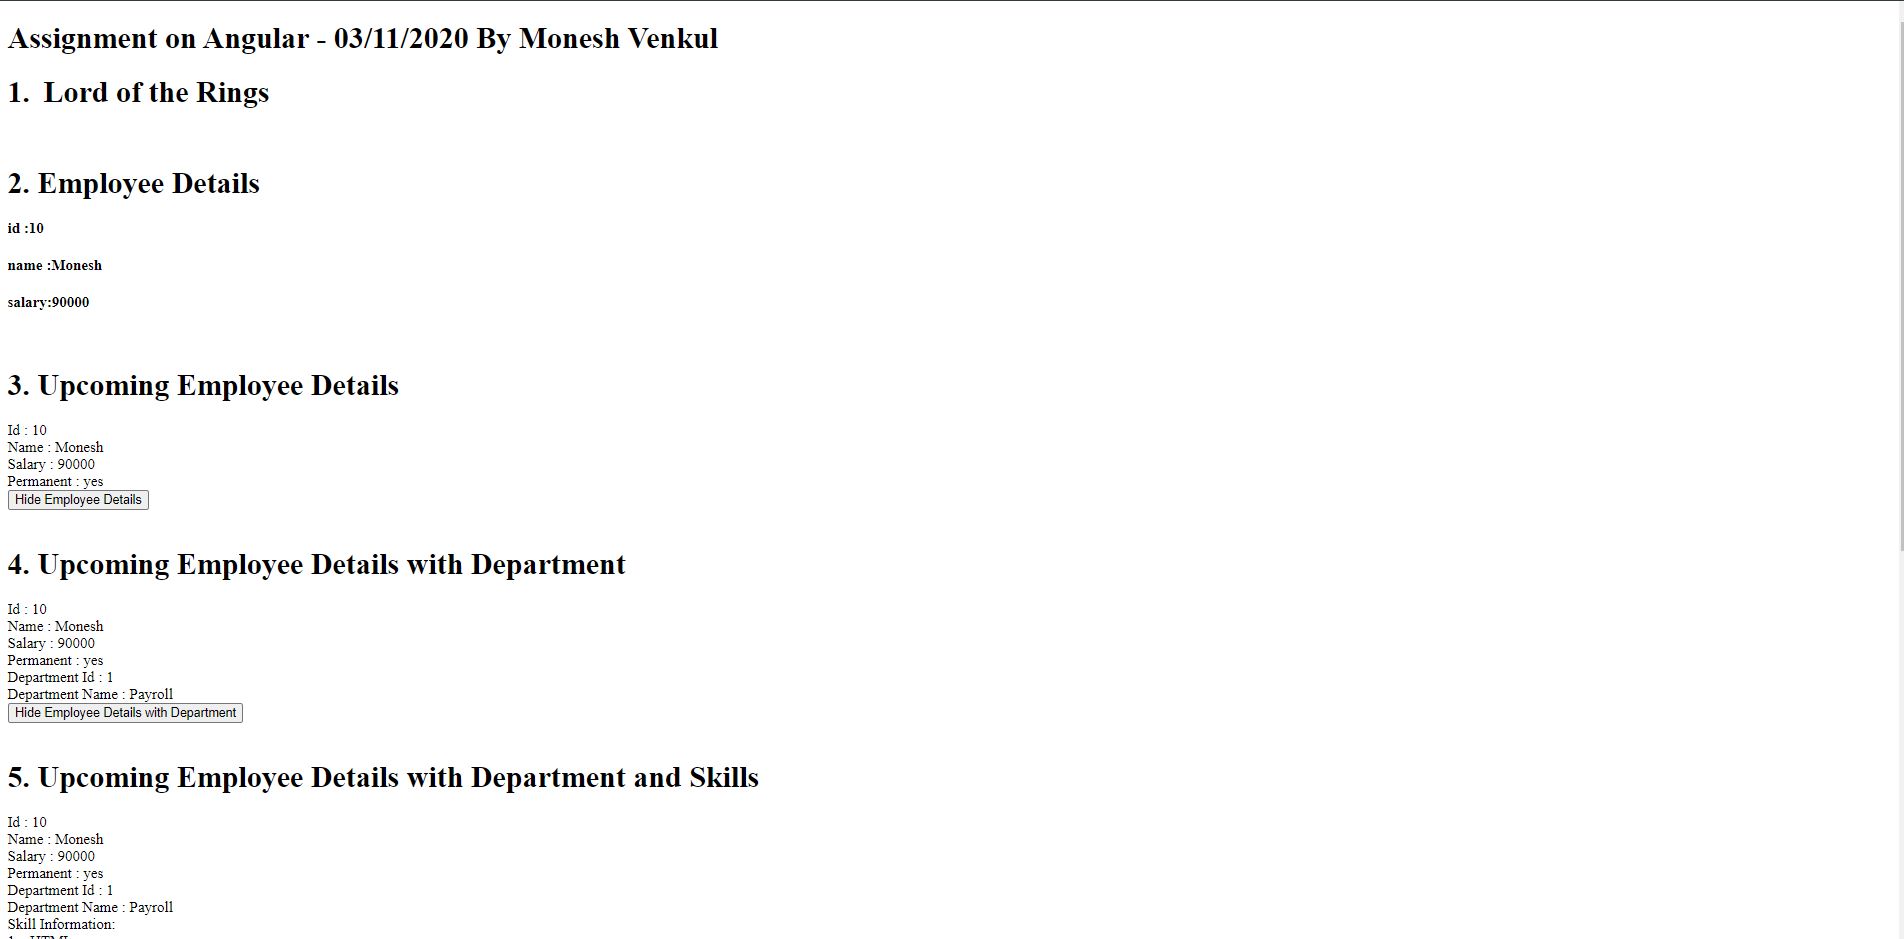 Assignment on Angular - 03/11/2020 By Monesh Venkul
1. Lord of the Rings
2. Employee Details
id :10
name :Monesh
salary:90000
3. Upcoming Employee Details
Id : 10
Name : Monesh
Salary : 90000
Permanent : yes
Hide Employee Details
4. Upcoming Employee Details with Department
Id : 10
Name : Monesh
Salary : 90000
Permanent : yes
Department Id : 1
Department Name : Payroll
Hide Employee Details with Department
5. Upcoming Employee Details with Department and Skills
Id : 10
Name : Monesh
Salary : 90000
Permanent : yes
Department Id : 1
Department Name : Payroll
Skill Information: